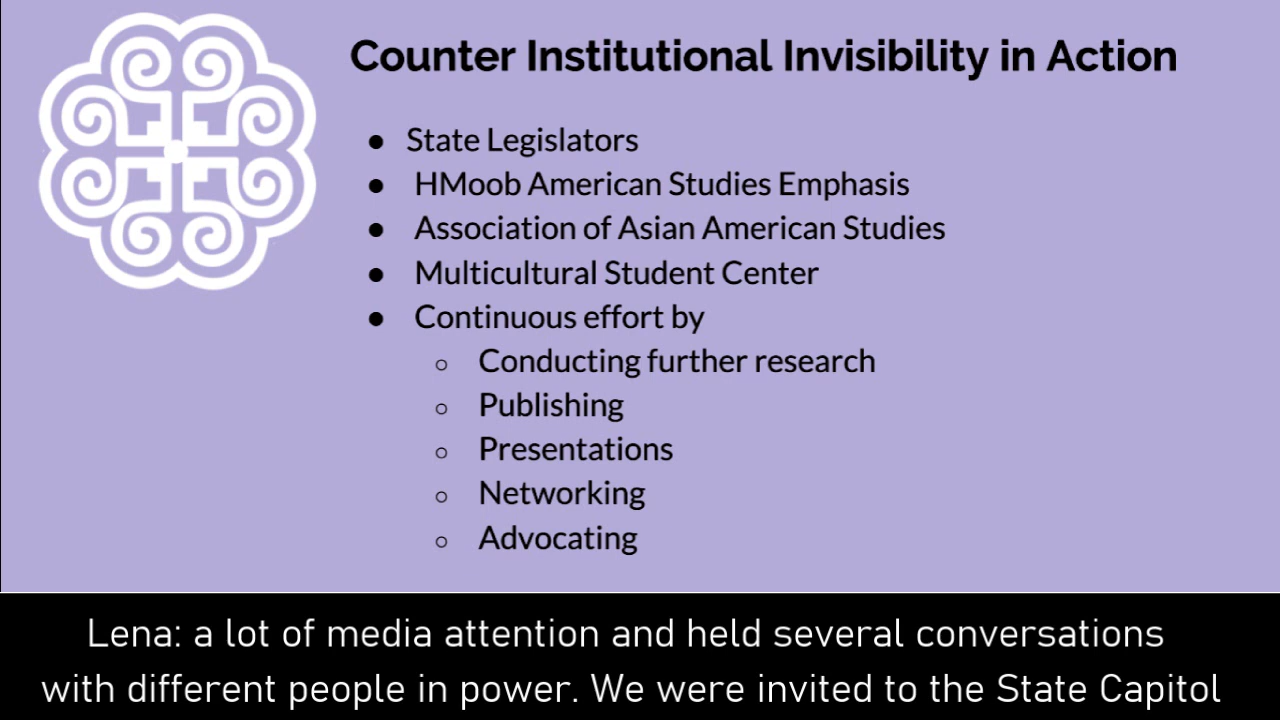 Counter Institutional Invisibility in Action
● State Legislators
● HMoob American Studies Emphasis
● Association of Asian American Studies
● Multicultural Student Center
● Continuous effort by
○ Conducting further research
○ Publishing
○ Presentations
○ Networking
○ Advocating
Lena: a lot of media attention and held several conversations
with different people in power. We were invited to the State Capitol